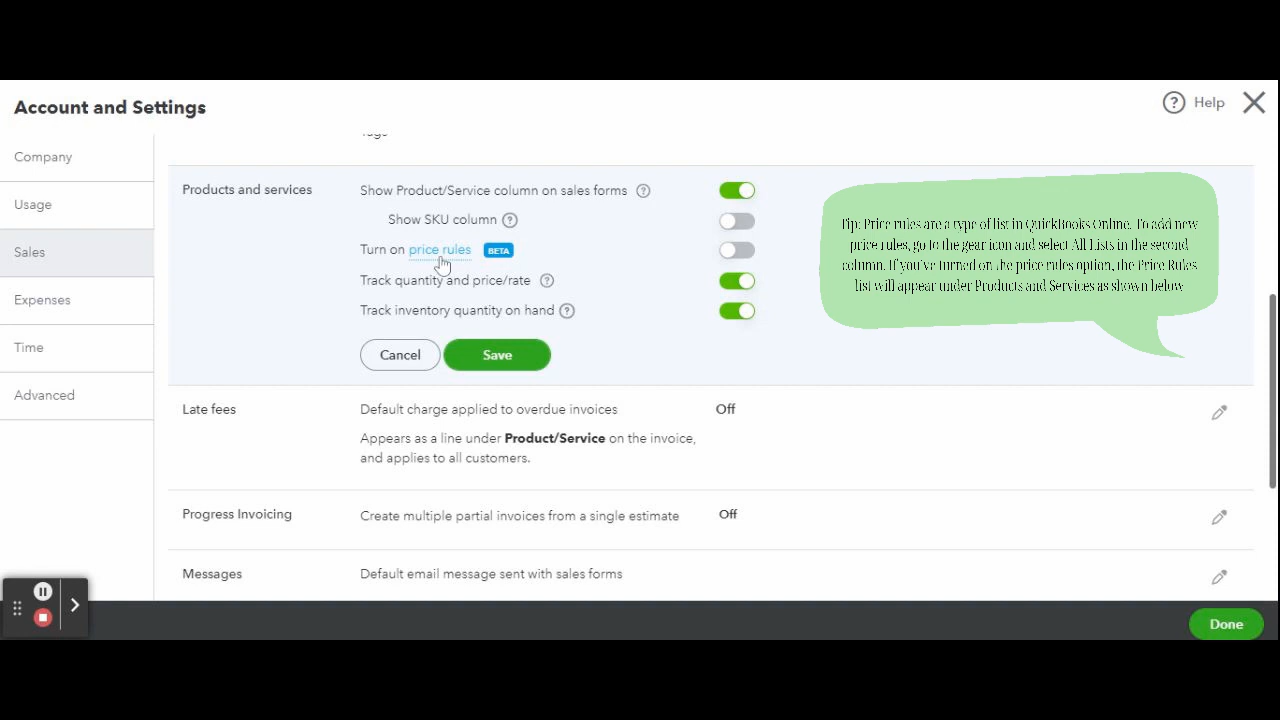 Account and Settings
Help
Company
Usage
Sales
Expenses
Time
Advanced
Tags
Products and services
Show Product/Service column on sales forms
Show SKU column
Turn on price rules BETA
Track quantity and price/rate
Track inventory quantity on hand
Cancel
Save
Tip: Price rules are a type of list in QuickBooks Online. To add new
price rules, go to the gear icon and select All Lists in the second
column. If you've turned on the price rules option, the Price Rules
list will appear under Products and Services as shown below
Late fees
Default charge applied to overdue invoices
Off
Appears as a line under Product/Service on the invoice,
and applies to all customers.
Progress Invoicing
Create multiple partial invoices from a single estimate
Off
Messages
Default email message sent with sales forms
Done